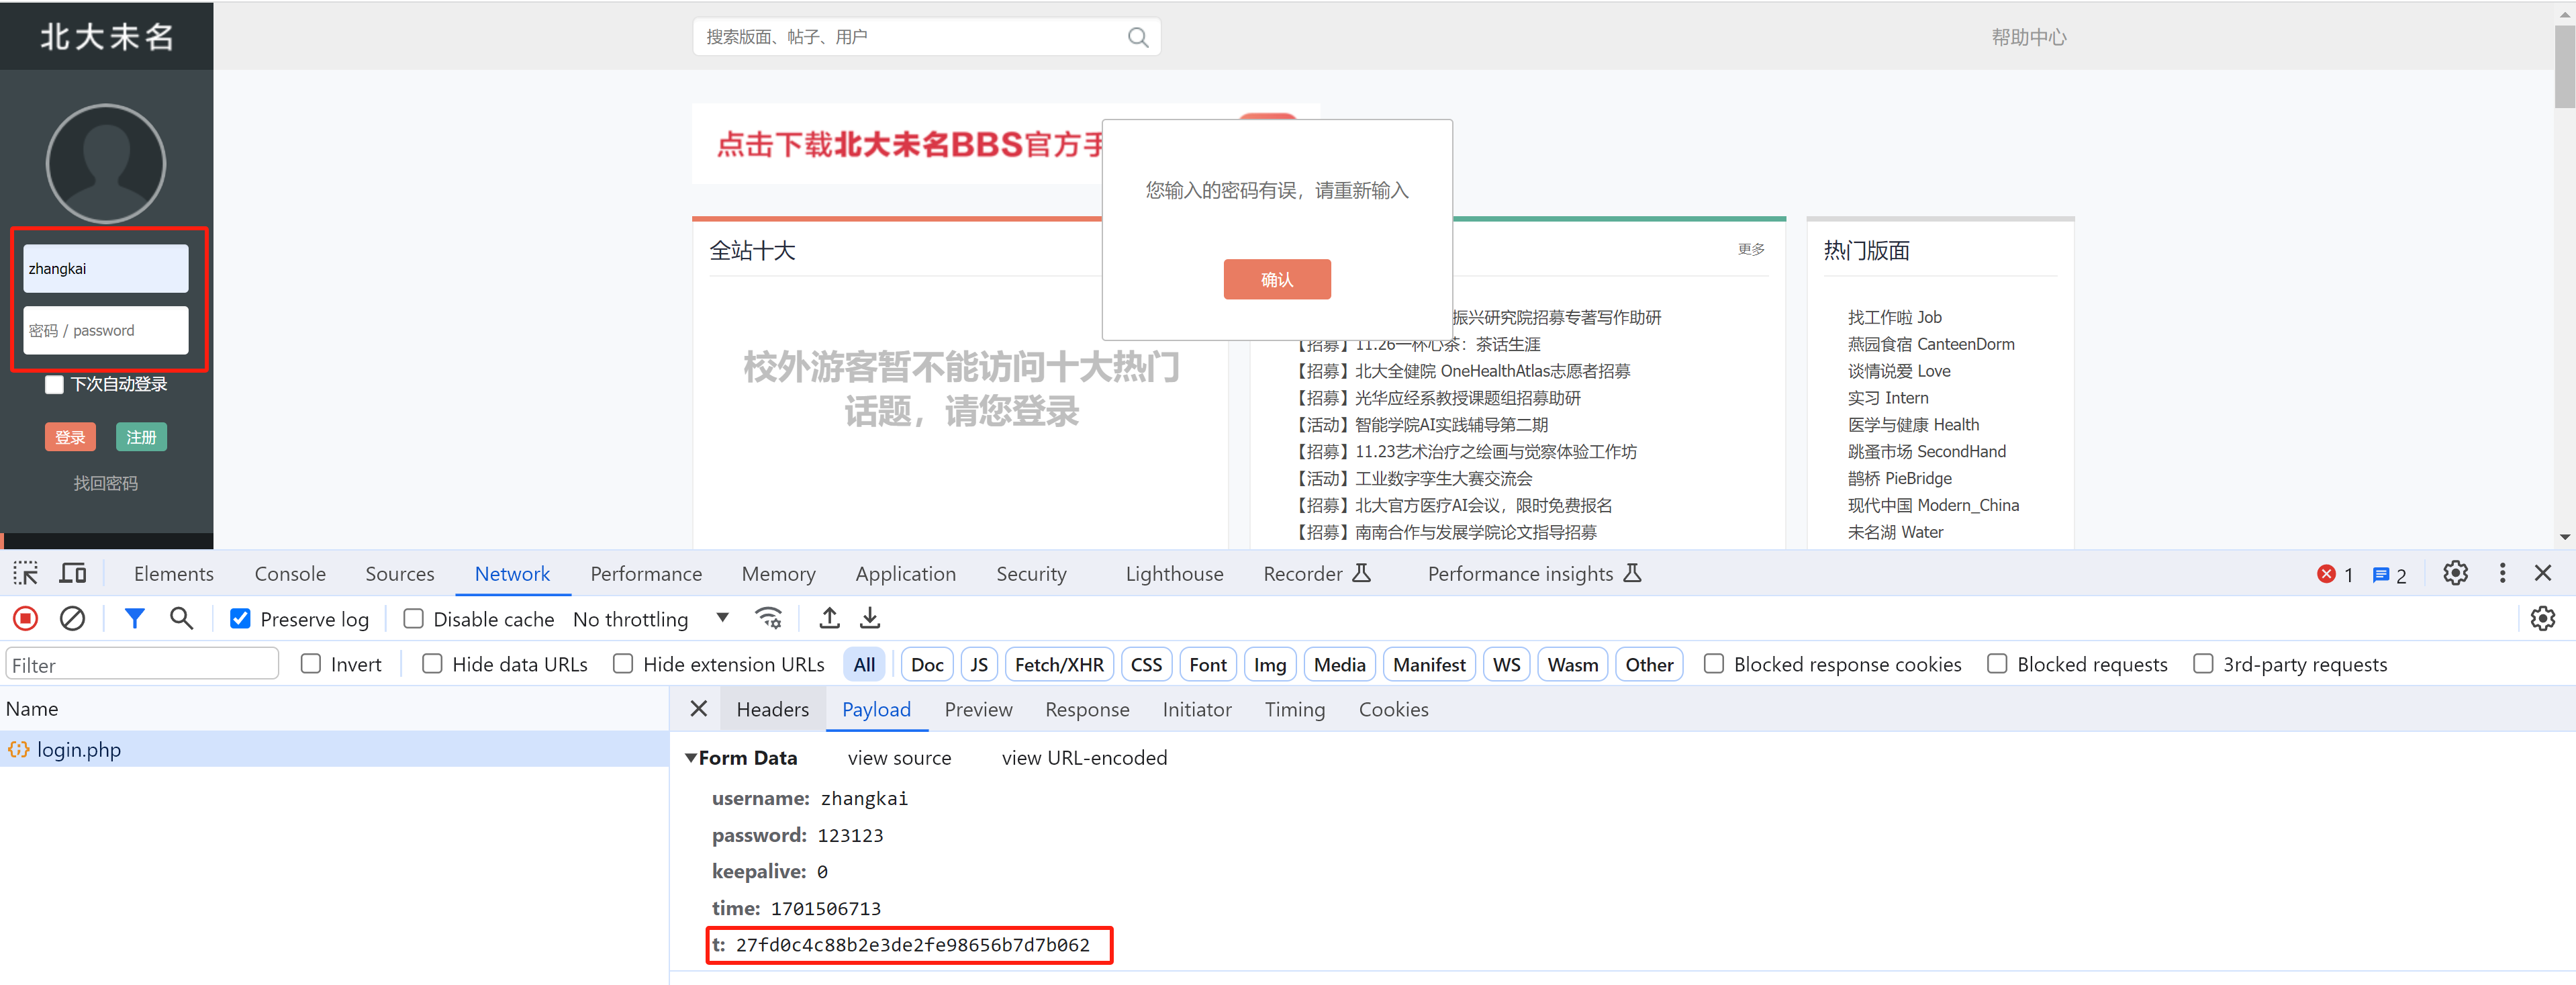 北大未名
搜索版面、帖子、用户
帮助中心
点击下载北大未名BBS官方手
您输入的密码有误，请重新输入
确认
zhangkai
密码 / password
下次自动登录
登录 注册
找回密码
全站十大
校外游客暂不能访问十大热门
话题，请您登录
更多
振兴研究院招募专著写作助研
【招募】11.26一杯心茶：茶话生涯
【招募】北大全健院 OneHealthAtlas志愿者招募
【招募】光华应经系教授课题组招募助研
【活动】智能学院AI实践辅导第二期
【招募】11.23艺术治疗之绘画与觉察体验工作坊
【活动】工业数字孪生大赛交流会
【招募】北大官方医疗AI会议，限时免费报名
【招募】南南合作与发展学院论文指导招募
热门版面
找工作啦 Job
燕园食宿 CanteenDorm
谈情说爱 Love
实习 Intern
医学与健康 Health
跳蚤市场 SecondHand
鹊桥 PieBridge
现代中国 Modern_China
未名湖 Water
Elements Console Sources Network Performance Memory Application Security Lighthouse Recorder Performance insights 1 2
Preserve log Disable cache No throttling
Filter Invert Hide data URLs Hide extension URLs All Doc JS Fetch/XHR CSS Font Img Media Manifest WS Wasm Other Blocked response cookies Blocked requests 3rd-party requests
Name
login.php
Headers Payload Preview Response Initiator Timing Cookies
Form Data view source view URL-encoded
username: zhangkai
password: 123123
keepalive: 0
time: 1701506713
t: 27fd0c4c88b2e3de2fe98656b7d7b062